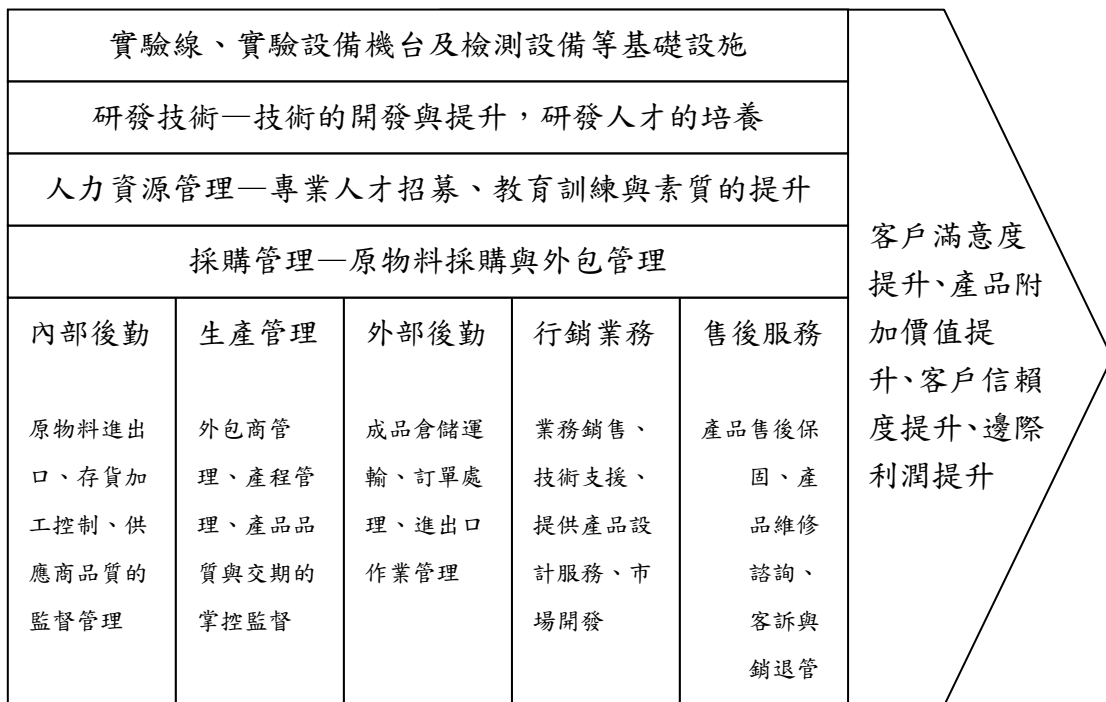 實驗線、實驗設備機台及檢測設備等基礎設施
研發技術—技術的開發與提升，研發人才的培養
人力資源管理—專業人才招募、教育訓練與素質的提升
採購管理—原物料採購與外包管理
內部後勤
原物料進出
口、存貨加
工控制、供
應商品質的
監督管理
生產管理
外包商管
理、產程管
理、產品品
質與交期的
掌控監督
外部後勤
成品倉儲運
輸、訂單處
理、進出口
作業管理
行銷業務
業務銷售、
技術支援、
提供產品設
計服務、市
場開發
售後服務
產品售後保
固、產
品維修
諮詢、
客訴與
銷退管
客戶滿意度
提升、產品附
加價值提
升、客戶信賴
度提升、邊際
利潤提升